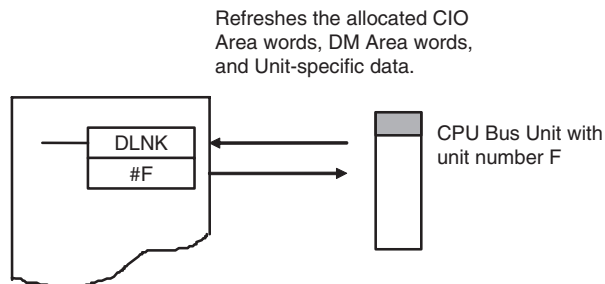 Refreshes the allocated CIO
Area words, DM Area words,
and Unit-specific data.
DLNK
#F
CPU Bus Unit with
unit number F